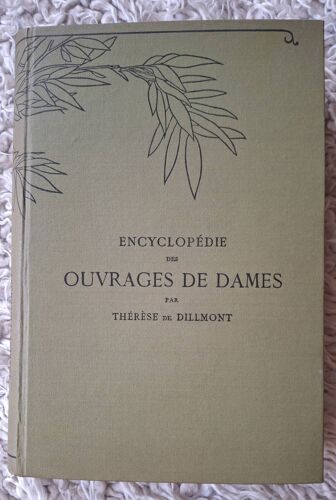 ENCYCLOPÉDIE
DES
OUVRAGES DE DAMES
PAR
THÉRÈSE DE DILLMONT